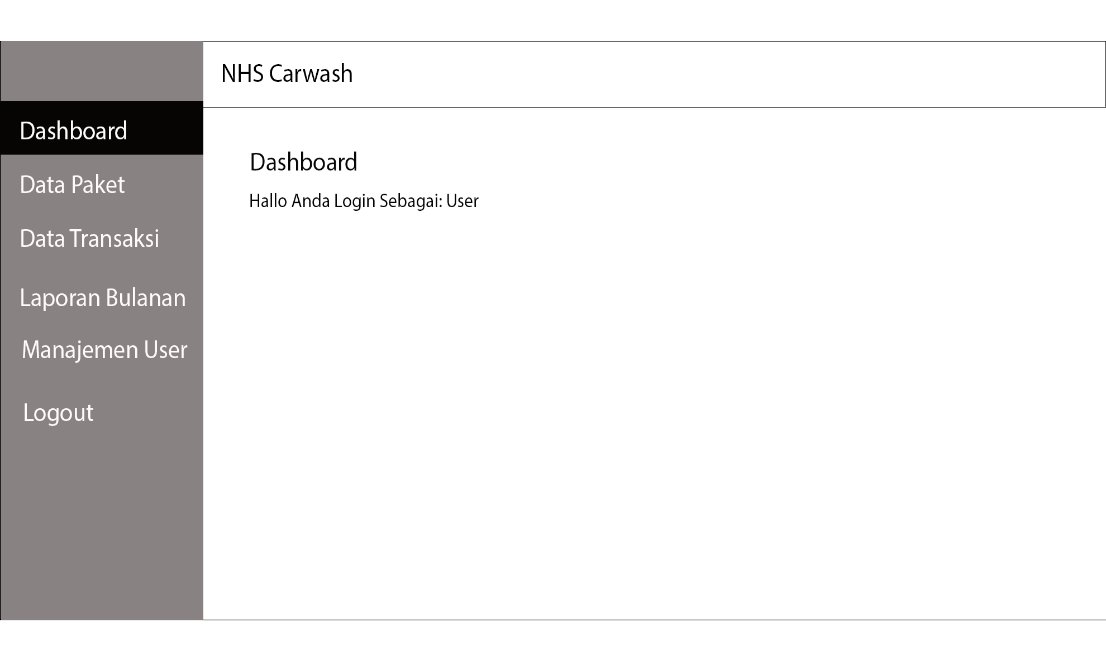 NHS Carwash
Dashboard
Data Paket
Data Transaksi
Laporan Bulanan
Manajemen User
Logout
Dashboard
Hallo Anda Login Sebagai: User